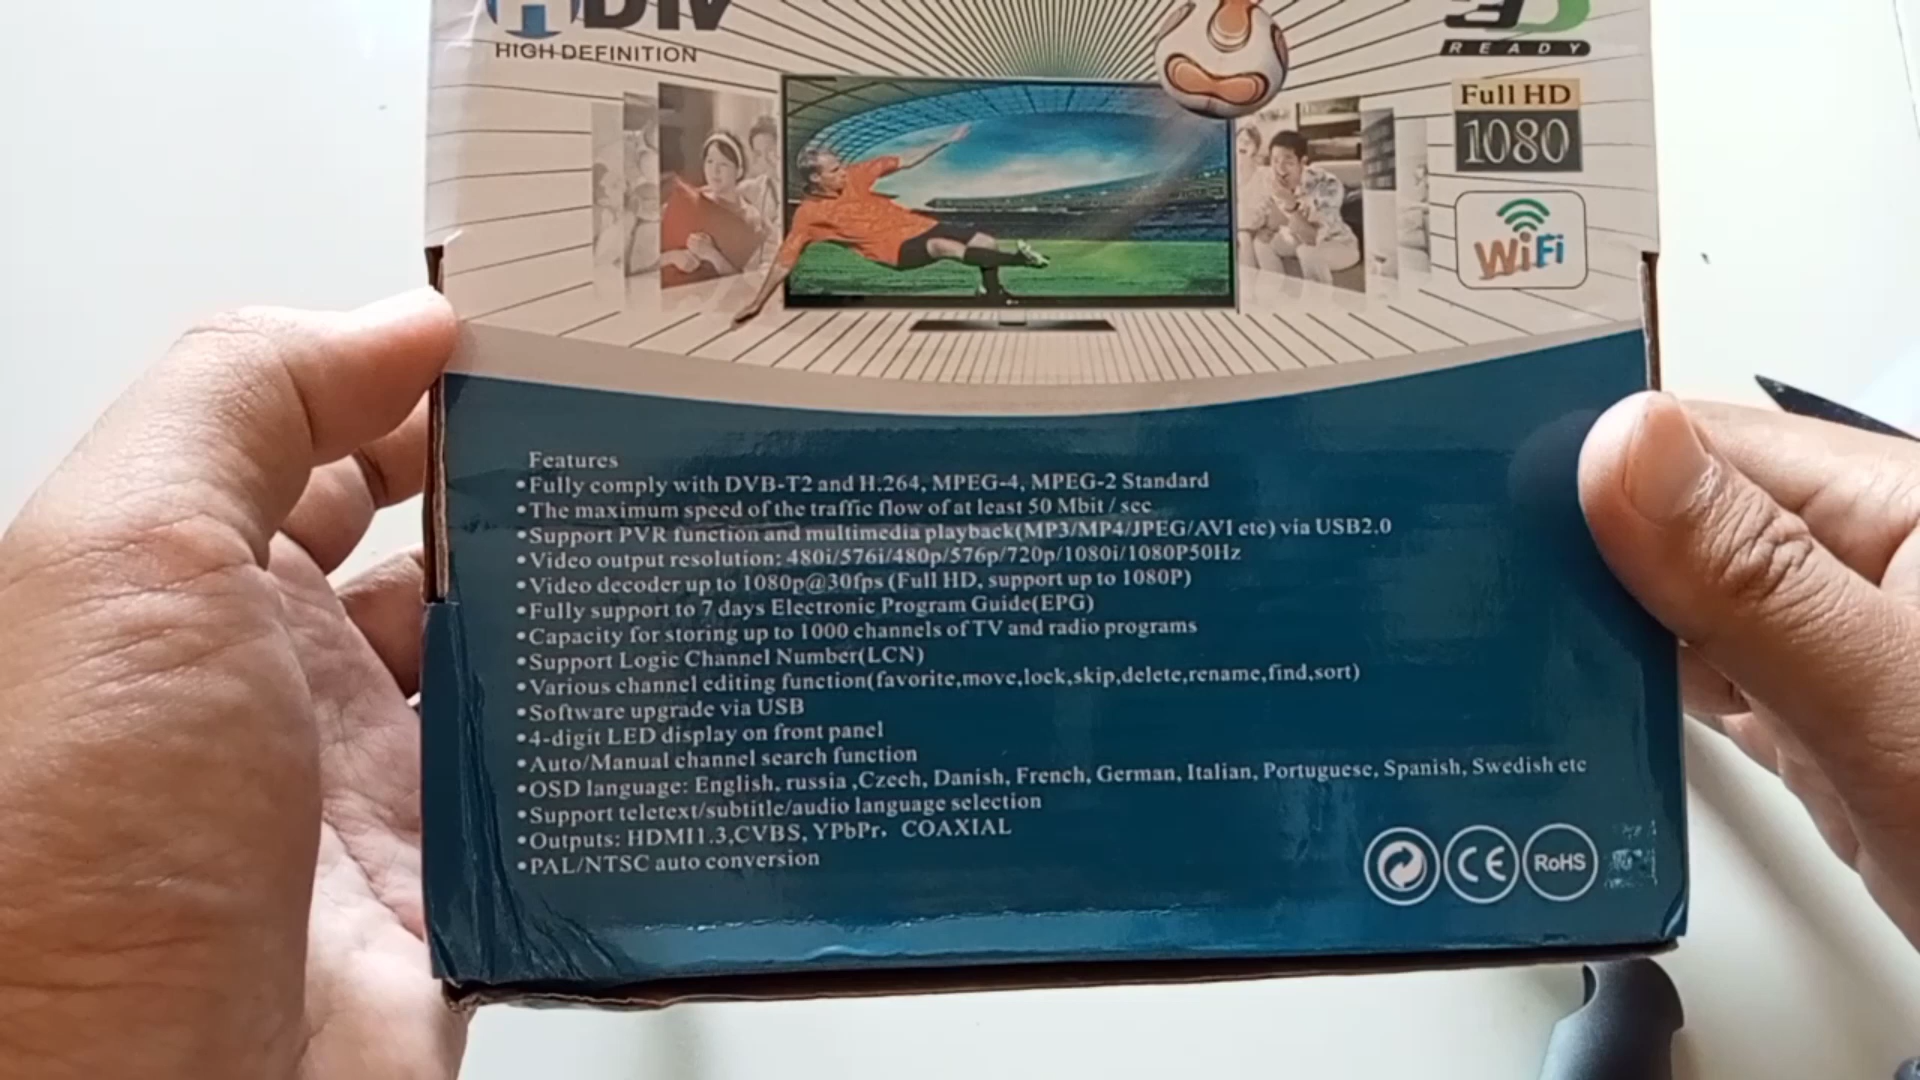 HDTV
HIGH DEFINITION
3D
READY
Full HD
1080
WiFi
Features
•Fully comply with DVB-T2 and H.264, MPEG-4, MPEG-2 Standard
•The maximum speed of the traffic flow of at least 50 Mbit / sec
•Support PVR function and multimedia playback(MP3/MP4/JPEG/AVI etc) via USB2.0
•Video output resolution: 480i/576i/480p/576p/720p/1080i/1080P50Hz
•Video decoder up to 1080p@30fps (Full HD, support up to 1080P)
•Fully support to 7 days Electronic Program Guide(EPG)
•Capacity for storing up to 1000 channels of TV and radio programs
•Support Logic Channel Number(LCN)
•Various channel editing function(favorite,move,lock,skip,delete,rename,find,sort)
•Software upgrade via USB
•4-digit LED display on front panel
•Auto/Manual channel search function
•OSD language: English, russia ,Czech, Danish, French, German, Italian, Portuguese, Spanish, Swedish etc
•Support teletext/subtitle/audio language selection
•Outputs: HDMI1.3,CVBS, YPbPr, COAXIAL
•PAL/NTSC auto conversion
CE
RoHS